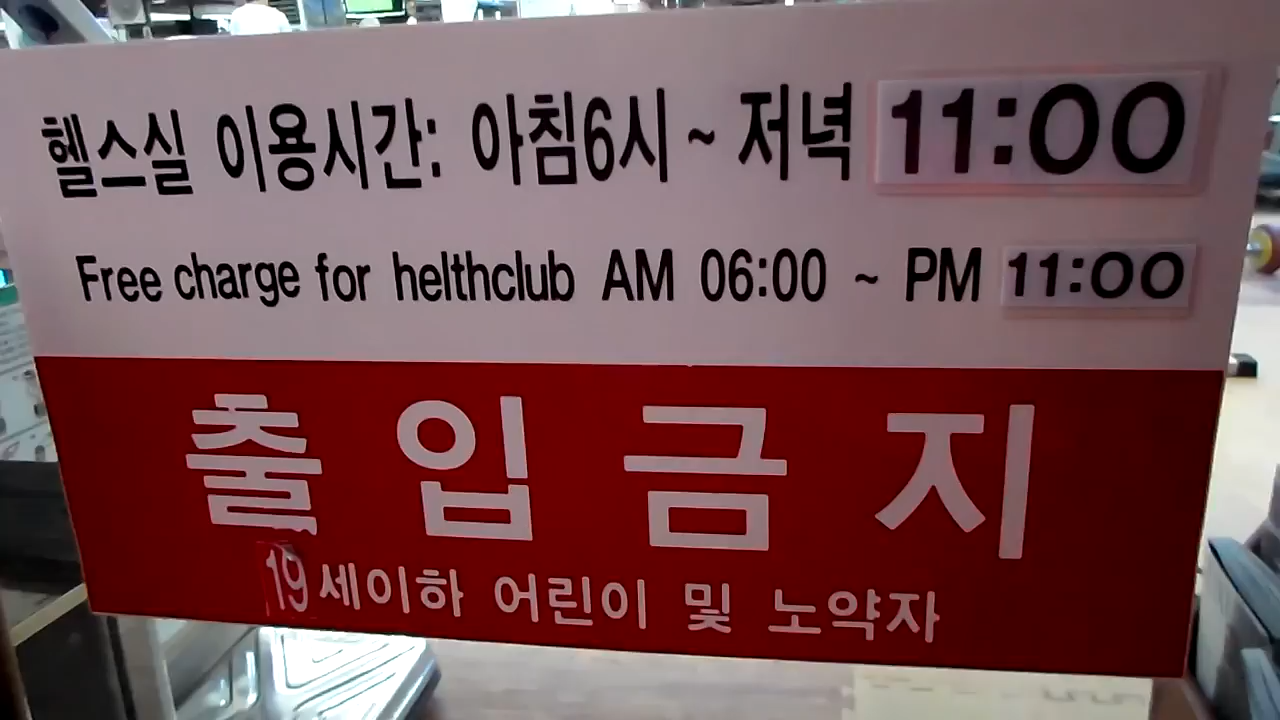 헬스실 이용시간: 아침6시 ~ 저녁 11:00
Free charge for helthclub AM 06:00 ~ PM 11:00
출입금지
19세이하 어린이 및 노약자